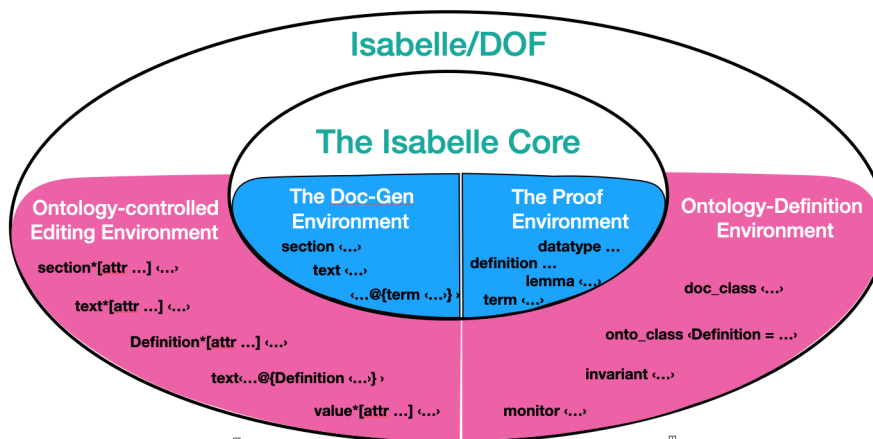 Isabelle/DOF
The Isabelle Core
Ontology-controlled
Editing Environment
section*[attr ...] ‹...›
text*[attr ...] ‹...›
Definition*[attr ...] ‹...›
text‹...@{Definition ‹...›} ›
value*[attr ...] ‹...›
The Doc-Gen
Environment
section ‹...›
text ‹...›
‹...@{term ‹...›} ›
The Proof
Environment
datatype ...
definition ...
lemma ‹...›
term ‹...›
Ontology-Definition
Environment
doc_class ‹...›
onto_class ‹Definition = ...›
invariant ‹...›
monitor ‹...›